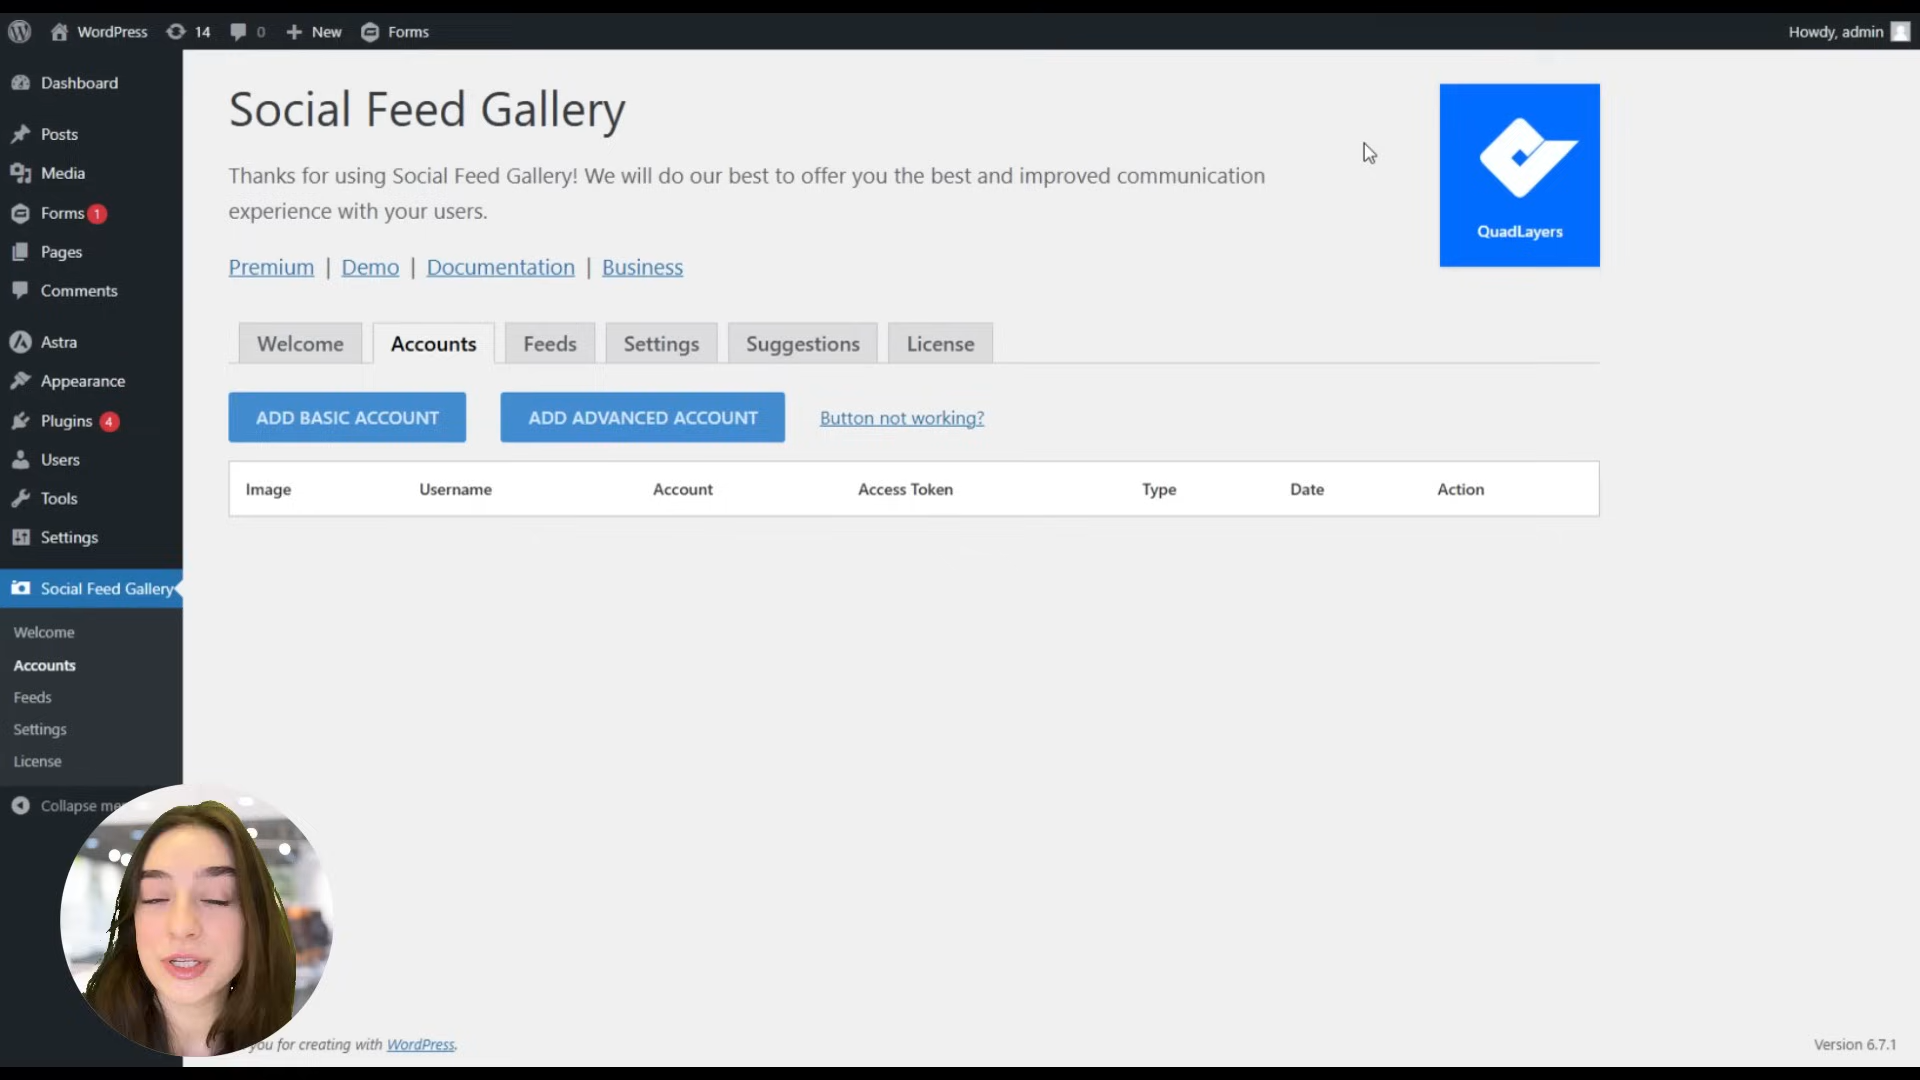 WordPress 14 0 New Forms Howdy, admin
Dashboard
Posts
Media
Forms 1
Pages
Comments
Astra
Appearance
Plugins 4
Users
Tools
Settings
Social Feed Gallery
Welcome
Accounts
Feeds
Settings
License
Collapse me
Social Feed Gallery
Thanks for using Social Feed Gallery! We will do our best to offer you the best and improved communication
experience with your users.
Premium | Demo | Documentation | Business
QuadLayers
Welcome Accounts Feeds Settings Suggestions License
ADD BASIC ACCOUNT ADD ADVANCED ACCOUNT Button not working?
Image Username Account Access Token Type Date Action
you for creating with WordPress.
Version 6.7.1